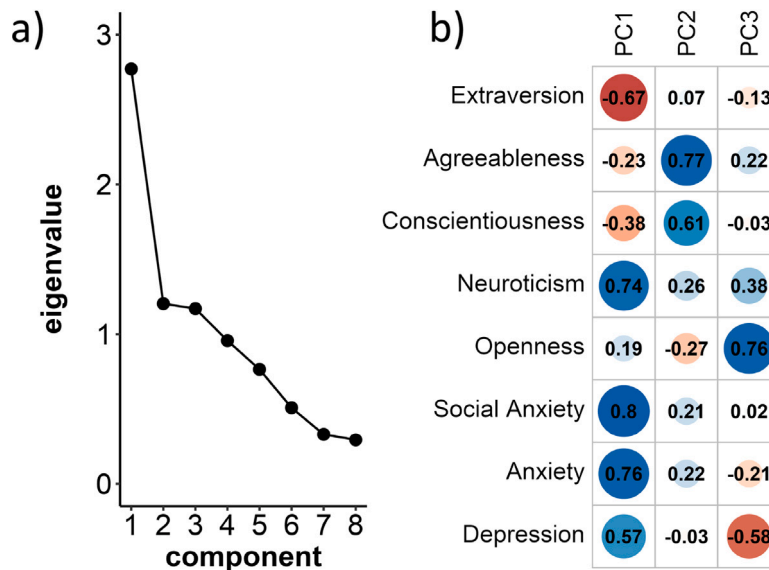 a)
3
2
1
0
eigenvalue
1 2 3 4 5 6 7 8
component
b)
PC1 PC2 PC3
Extraversion -0.67 0.07 -0.13
Agreeableness -0.23 0.77 0.22
Conscientiousness -0.38 0.61 -0.03
Neuroticism 0.74 0.26 0.38
Openness 0.19 -0.27 0.76
Social Anxiety 0.8 0.21 0.02
Anxiety 0.76 0.22 -0.21
Depression 0.57 -0.03 -0.58